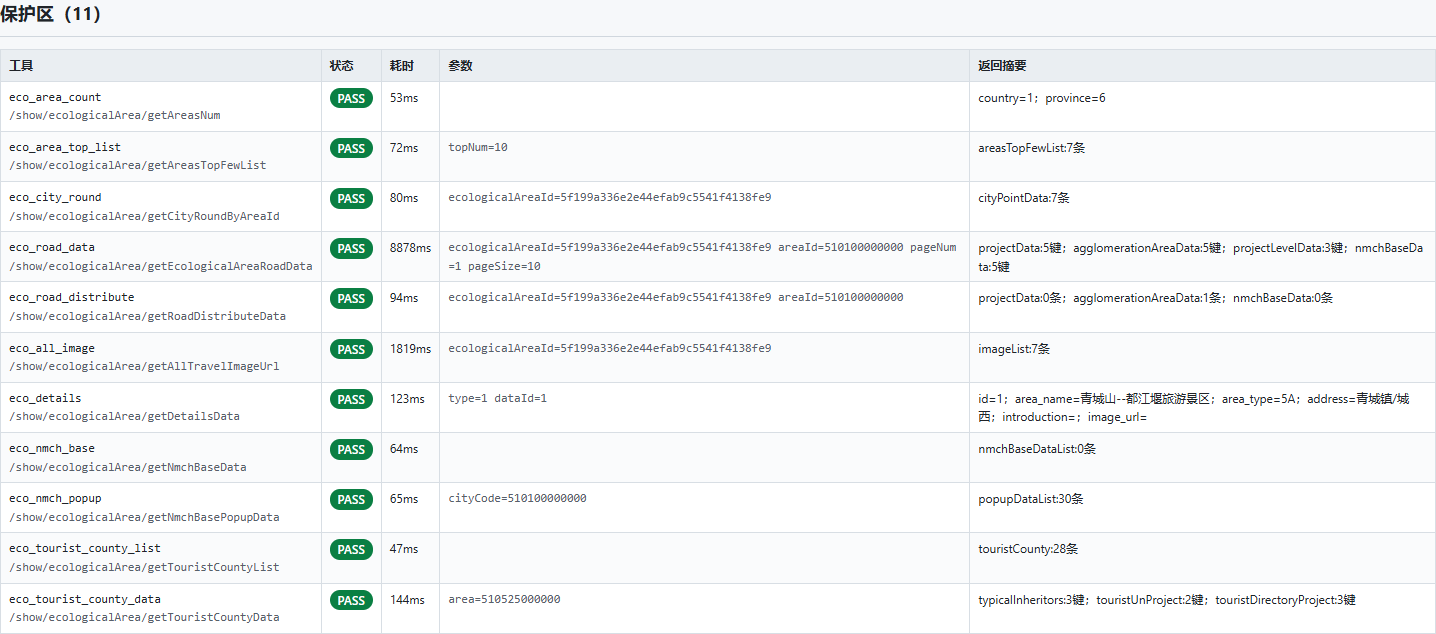 保护区（11）
工具 状态 耗时 参数 返回摘要
eco_area_count PASS 53ms country=1；province=6
/show/ecologicalArea/getAreasNum
eco_area_top_list PASS 72ms topNum=10 areasTopFewList:7条
/show/ecologicalArea/getAreasTopFewList
eco_city_round PASS 80ms ecologicalAreaId=5f199a336e2e44efab9c5541f4138fe9 cityPointData:7条
/show/ecologicalArea/getCityRoundByAreaId
eco_road_data PASS 8878ms ecologicalAreaId=5f199a336e2e44efab9c5541f4138fe9 areaId=510100000000 pageNum projectData:5键；agglomerationAreaData:5键；projectLevelData:3键；nmchBaseDa
/show/ecologicalArea/getEcologicalAreaRoadData =1 pageSize=10 ta:5键
eco_road_distribute PASS 94ms ecologicalAreaId=5f199a336e2e44efab9c5541f4138fe9 areaId=510100000000 projectData:0条；agglomerationAreaData:1条；nmchBaseData:0条
/show/ecologicalArea/getRoadDistributeData
eco_all_image PASS 1819ms ecologicalAreaId=5f199a336e2e44efab9c5541f4138fe9 imageList:7条
/show/ecologicalArea/getAllTravelImageUrl
eco_details PASS 123ms type=1 dataId=1 id=1；area_name=青城山--都江堰旅游景区；area_type=5A；address=青城镇/城
/show/ecologicalArea/getDetailsData 西；introduction=；image_url=
eco_nmch_base PASS 64ms nmchBaseDataList:0条
/show/ecologicalArea/getNmchBaseData
eco_nmch_popup PASS 65ms cityCode=510100000000 popupDataList:30条
/show/ecologicalArea/getNmchBasePopupData
eco_tourist_county_list PASS 47ms touristCounty:28条
/show/ecologicalArea/getTouristCountyList
eco_tourist_county_data PASS 144ms area=510525000000 typicalInheritors:3键；touristUnProject:2键；touristDirectoryProject:3键
/show/ecologicalArea/getTouristCountyData